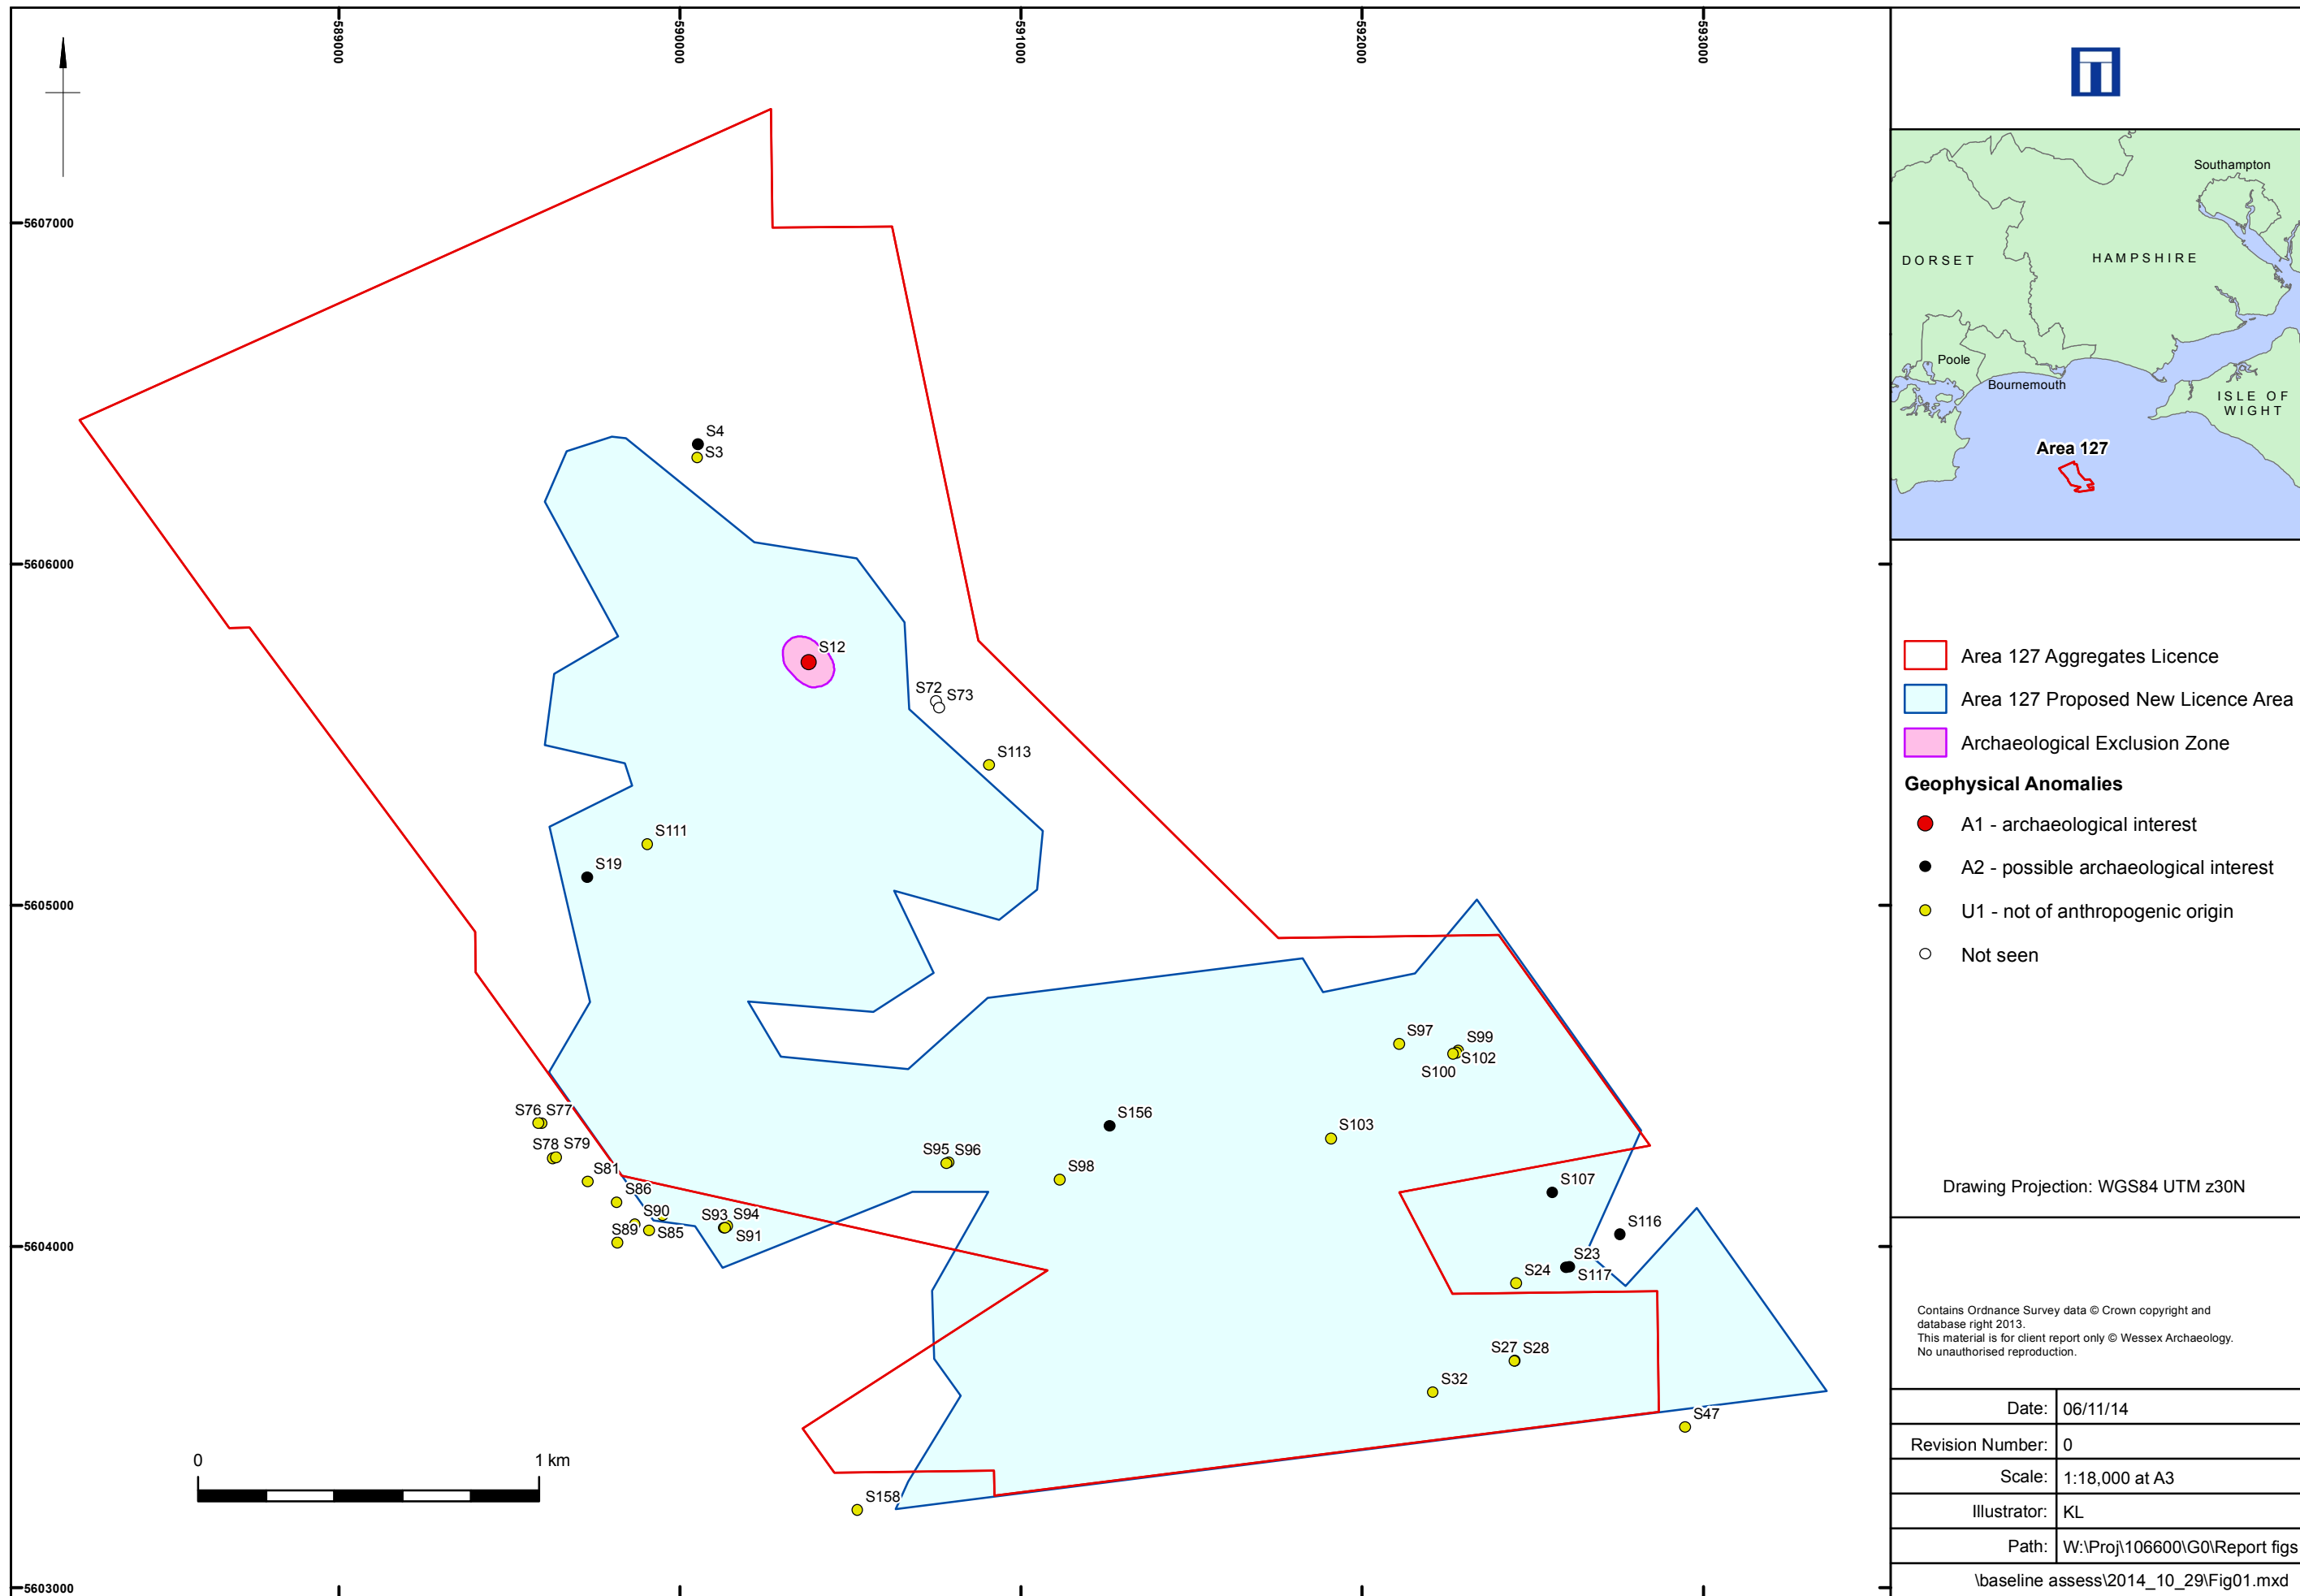 589000
590000
591000
592000
593000
5607000
5606000
5605000
5604000
5603000
S4
S3
S12
S72
S73
S113
S111
S19
S97
S99
S102
S100
S156
S103
S76
S77
S78
S79
S81
S86
S90
S89
S85
S93
S94
S91
S95
S96
S98
S107
S116
S23
S117
S24
S27
S28
S32
S47
S158
0
1 km
Southampton
DORSET
HAMPSHIRE
Poole
Bournemouth
ISLE OF
WIGHT
Area 127
Area 127 Aggregates Licence
Area 127 Proposed New Licence Area
Archaeological Exclusion Zone
Geophysical Anomalies
A1 - archaeological interest
A2 - possible archaeological interest
U1 - not of anthropogenic origin
Not seen
Drawing Projection: WGS84 UTM z30N
Contains Ordnance Survey data © Crown copyright and
database right 2013.
This material is for client report only © Wessex Archaeology.
No unauthorised reproduction.
Date: 06/11/14
Revision Number: 0
Scale: 1:18,000 at A3
Illustrator: KL
Path: W:\Proj\106600\G0\Report figs
\baseline assess\2014_10_29\Fig01.mxd